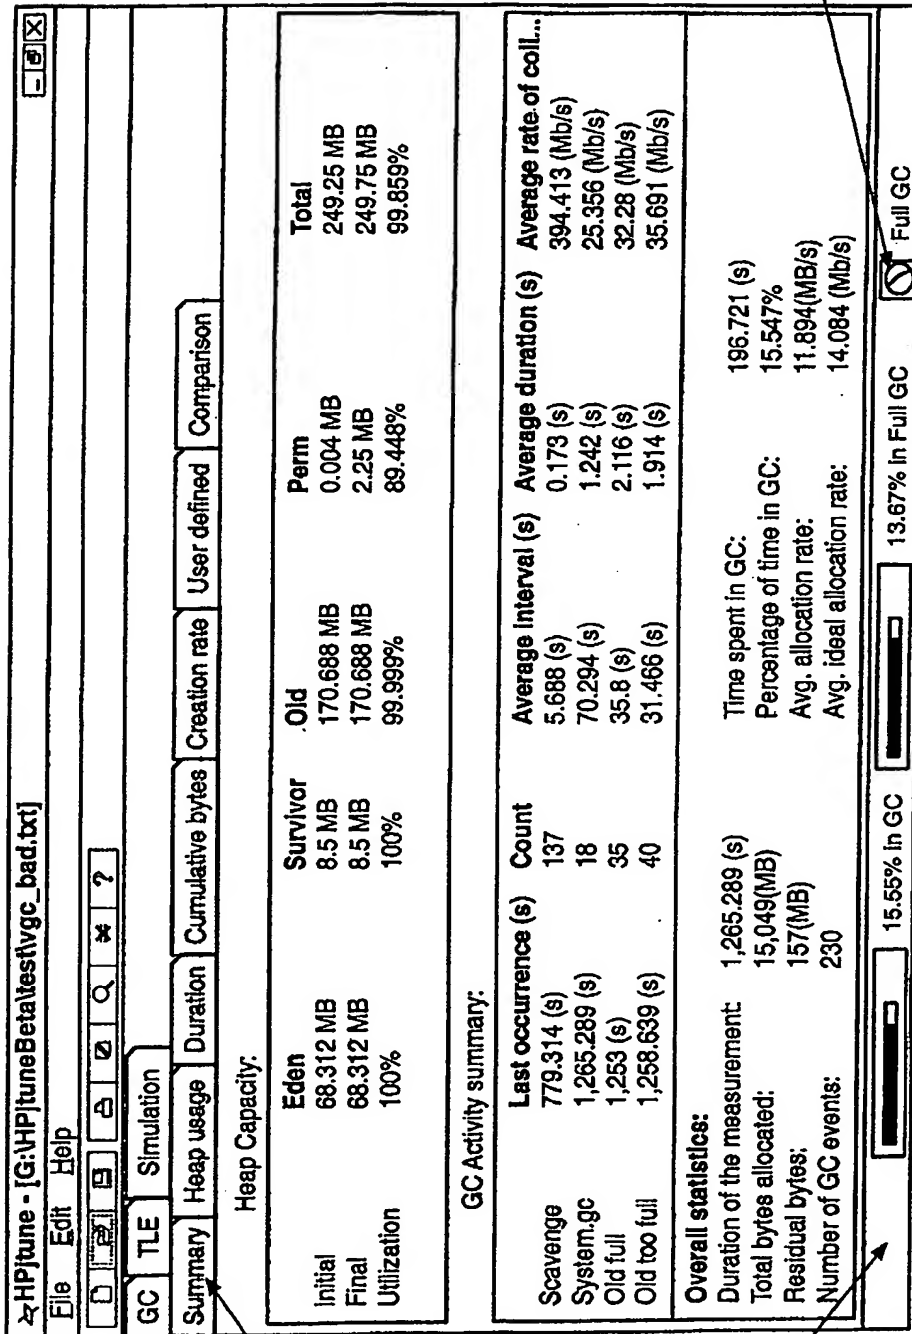 HPjtune - [G:\HPjtuneBeta\test\vgc_bad.txt]
File Edit Help
?
GC TLE Simulation
Summary Heap usage Duration Cumulative bytes Creation rate User defined Comparison
Heap Capacity:
Eden Survivor Old Perm Total
Initial 68.312 MB 8.5 MB 170.688 MB 0.004 MB 249.25 MB
Final 68.312 MB 8.5 MB 170.688 MB 2.25 MB 249.75 MB
Utilization 100% 100% 99.999% 89.448% 99.859%
GC Activity summary:
Last occurrence (s) Count Average Interval (s) Average duration (s) Average rate of coll...
Scavenge 779.314 (s) 137 5.688 (s) 0.173 (s) 394.413 (Mb/s)
System.gc 1,265.289 (s) 18 70.294 (s) 1.242 (s) 25.356 (Mb/s)
Old full 1,253 (s) 35 35.8 (s) 2.116 (s) 32.28 (Mb/s)
Old too full 1,258.639 (s) 40 31.466 (s) 1.914 (s) 35.691 (Mb/s)
Overall statistics:
Duration of the measurement: 1,265.289 (s) Time spent in GC: 196.721 (s)
Total bytes allocated: 15,049(MB) Percentage of time in GC: 15.547%
Residual bytes: 157(MB) Avg. allocation rate: 11.894(MB/s)
Number of GC events: 230 Avg. ideal allocation rate: 14.084 (Mb/s)
15.55% In GC 13.67% In Full GC Full GC